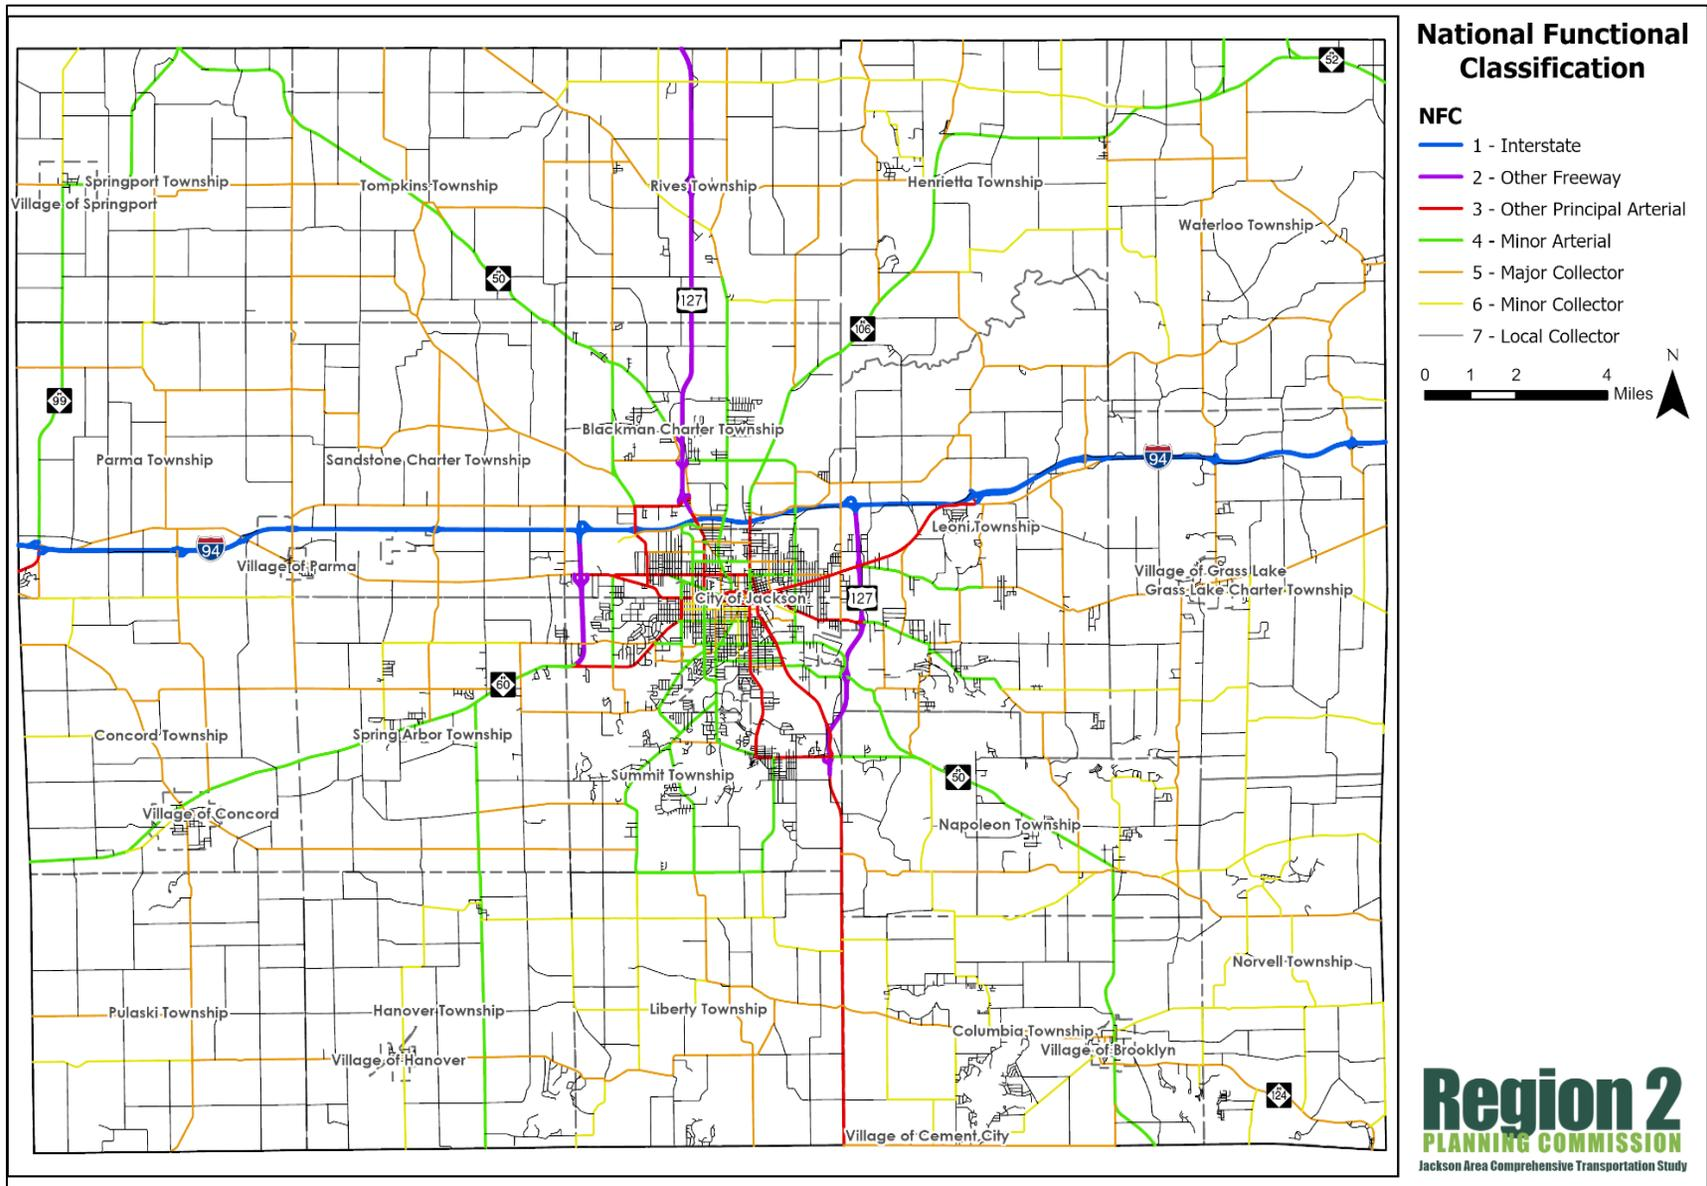 National Functional
Classification
NFC
1 - Interstate
2 - Other Freeway
3 - Other Principal Arterial
4 - Minor Arterial
5 - Major Collector
6 - Minor Collector
7 - Local Collector
N
0 1 2 4
Miles
M 52
Springport Township
Village of Springport
Tompkins Township
Rives Township
Henrietta Township
Waterloo Township
M 50
127
M 106
M 99
Blackman Charter Township
Parma Township
Sandstone Charter Township
94
94
Leoni Township
Village of Parma
Village of Grass Lake
Grass Lake Charter Township
City of Jackson
127
M 60
Concord Township
Spring Arbor Township
Summit Township
M 50
Village of Concord
Napoleon Township
Norvell Township
Pulaski Township
Hanover Township
Liberty Township
Columbia Township
Village of Hanover
Village of Brooklyn
M 124
Village of Cement City
Region 2
PLANNING COMMISSION
Jackson Area Comprehensive Transportation Study